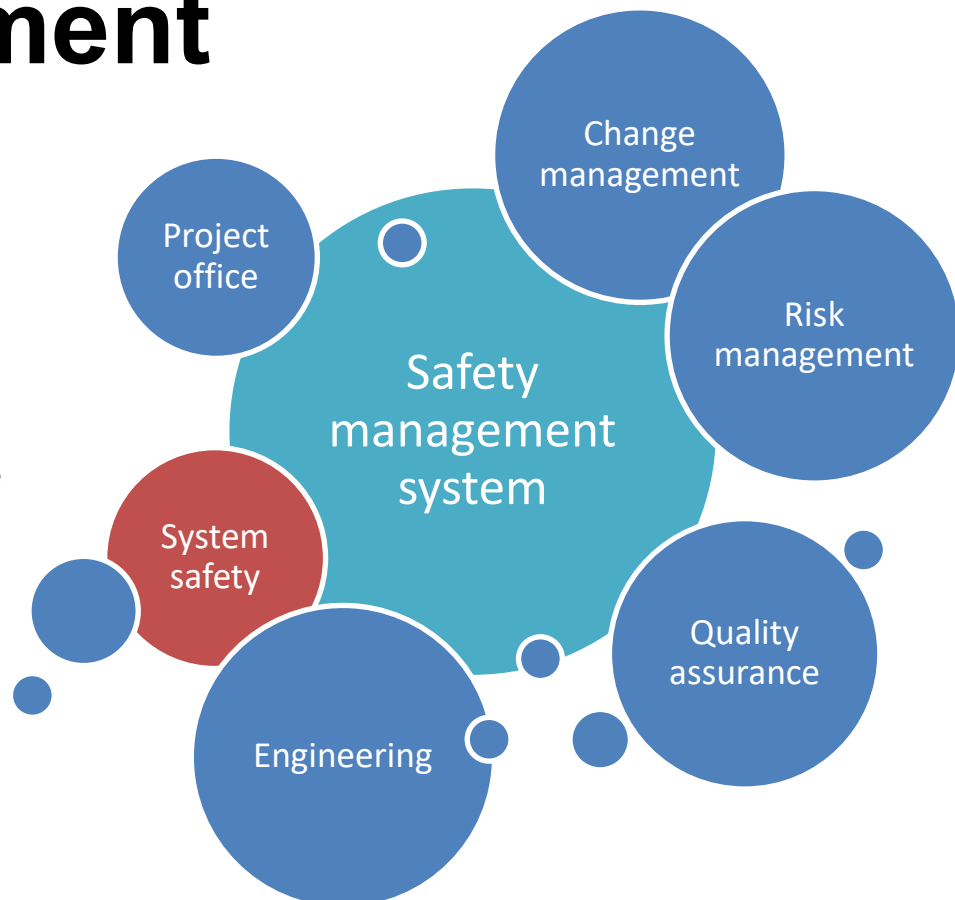 ment
Change
management
Project
office
Risk
management
Safety
management
system
System
safety
Quality
assurance
Engineering